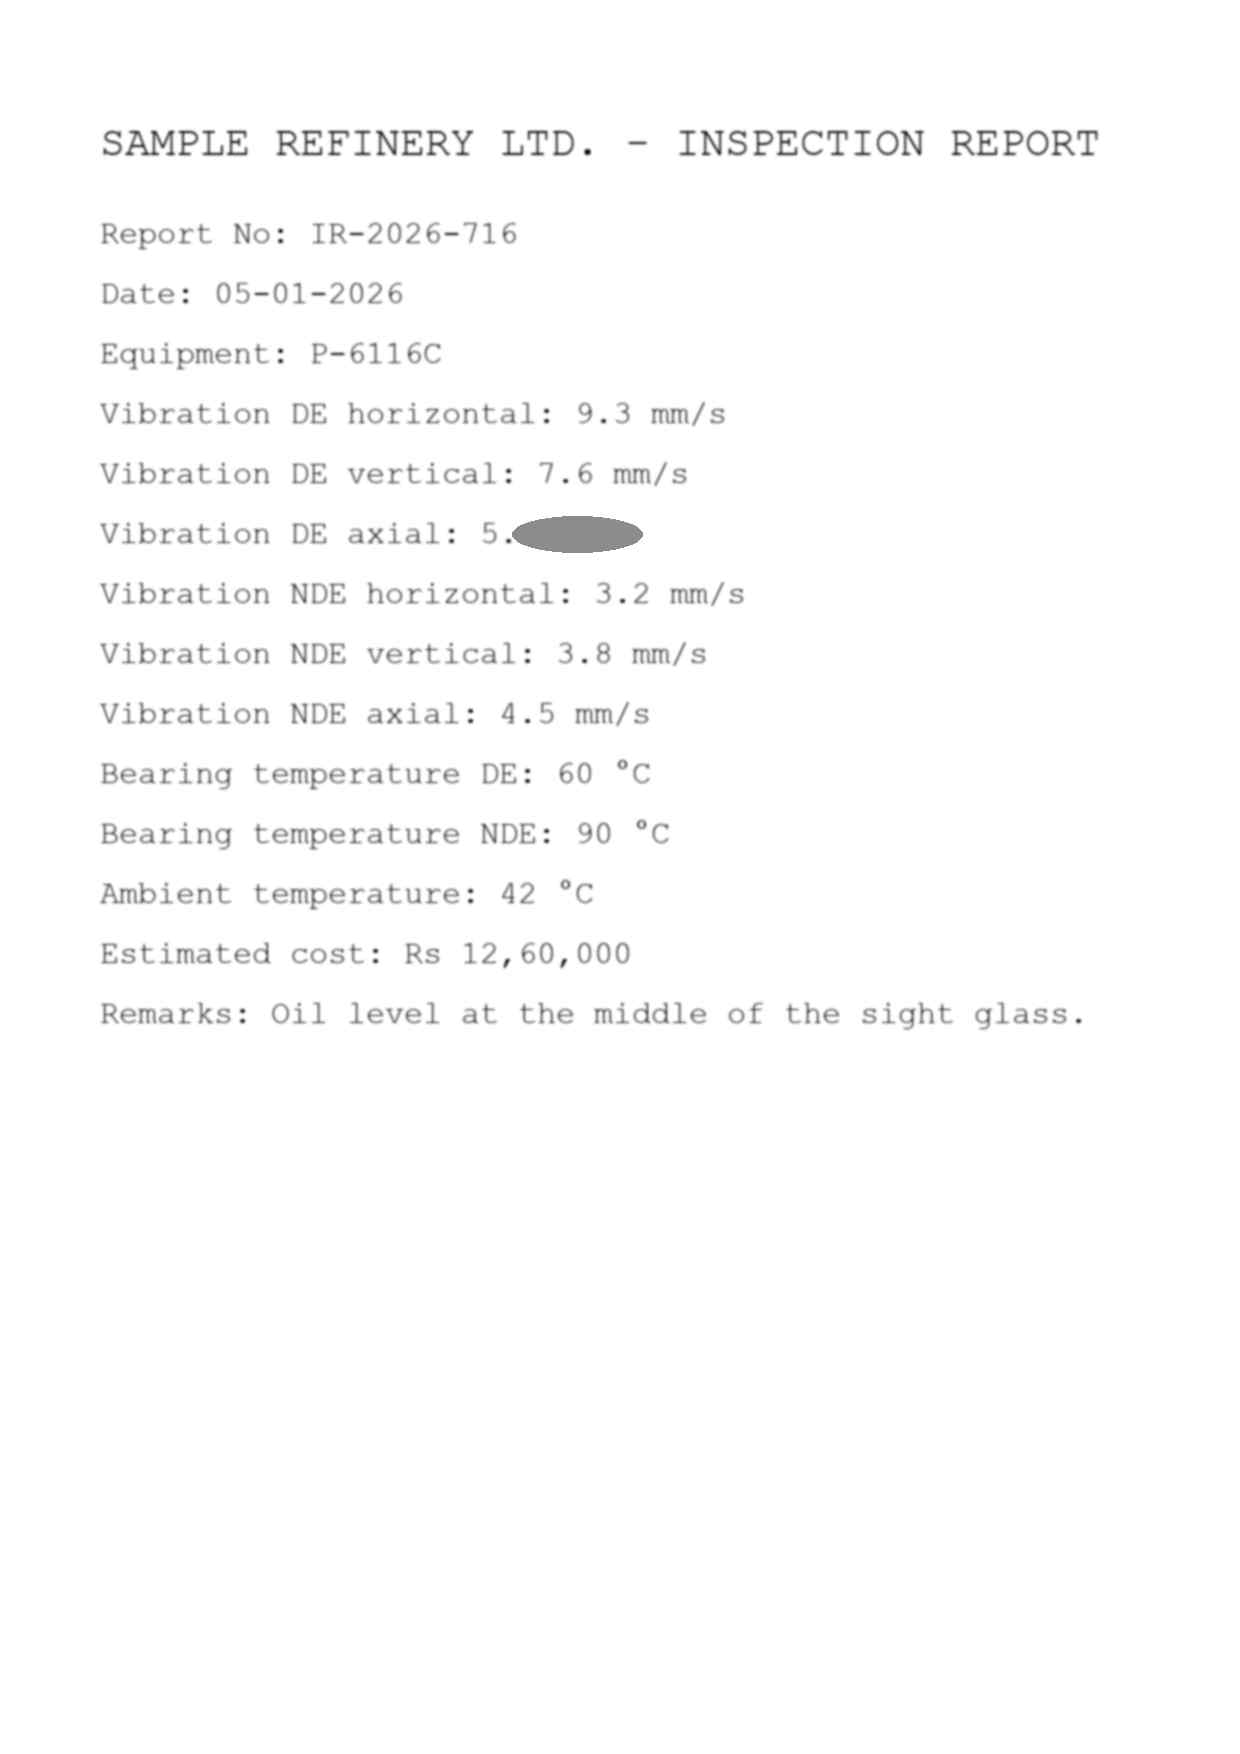 SAMPLE REFINERY LTD. - INSPECTION REPORT
Report No: IR-2026-716
Date: 05-01-2026
Equipment: P-6116C
Vibration DE horizontal: 9.3 mm/s
Vibration DE vertical: 7.6 mm/s
Vibration DE axial:
Vibration NDE horizontal: 3.2 mm/s
Vibration NDE vertical: 3.8 mm/s
Vibration NDE axial: 4.5 mm/s
Bearing temperature DE: 60 °C
Bearing temperature NDE: 90 °C
Ambient temperature: 42 °C
Estimated cost: Rs 12,60,000
Remarks: Oil level at the middle of the sight glass.